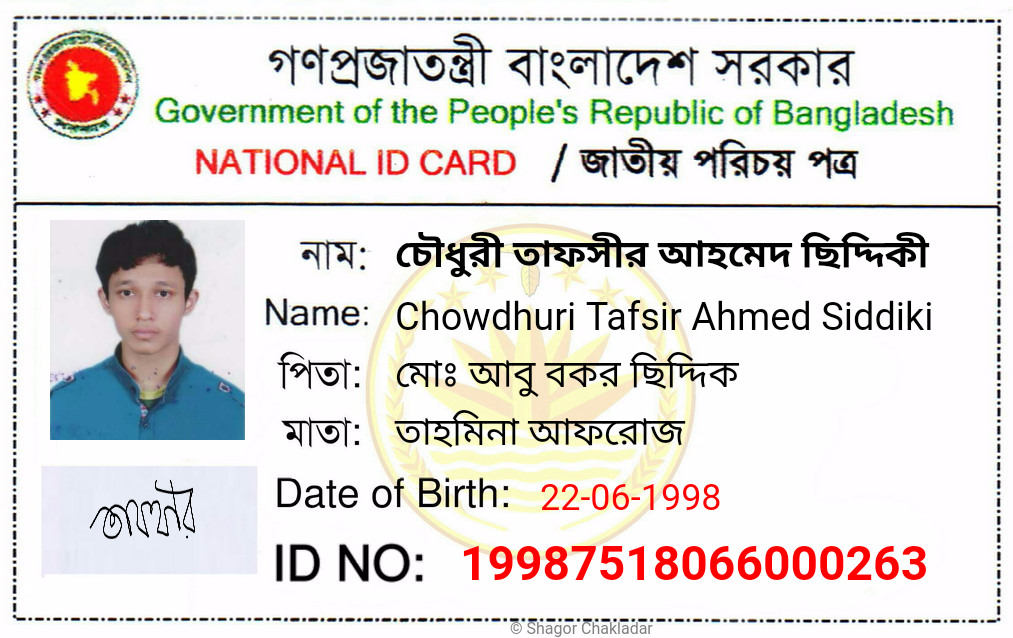 গণপ্রজাতন্ত্রী বাংলাদেশ সরকার
Government of the People's Republic of Bangladesh
NATIONAL ID CARD / জাতীয় পরিচয় পত্র
নাম: চৌধুরী তাফসীর আহমেদ ছিদ্দিকী
Name: Chowdhuri Tafsir Ahmed Siddiki
পিতা: মোঃ আবু বকর ছিদ্দিক
মাতা: তাহমিনা আফরোজ
Date of Birth: 22-06-1998
তাফসীর
ID NO: 19987518066000263
© Shagor Chakladar